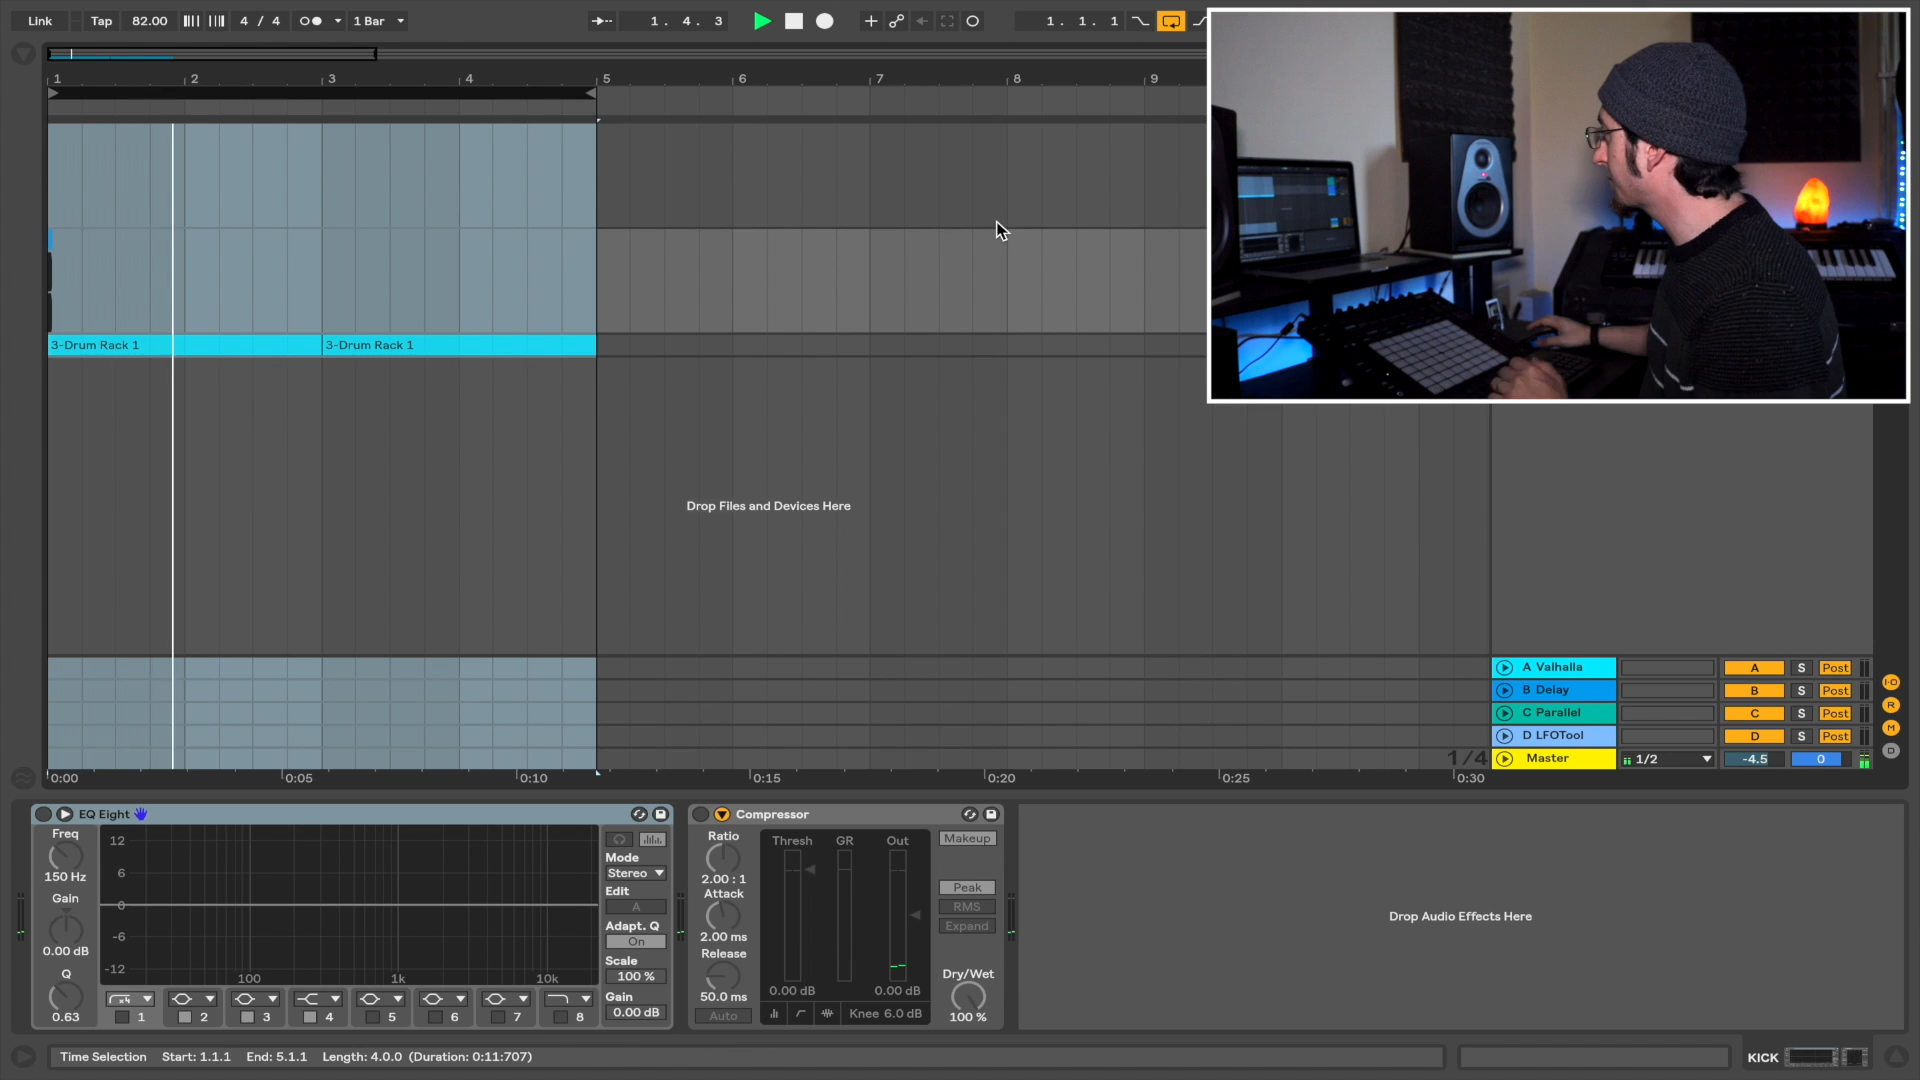 Link Tap 82.00 4 / 4 1 Bar 1. 4. 3 1. 1. 1
1 2 3 4 5 6 7 8 9
3-Drum Rack 1 3-Drum Rack 1
Drop Files and Devices Here
A Valhalla A S Post
B Delay B S Post
C Parallel C S Post
D LFOTool D S Post
1/4 Master 1/2 -4.5 0
I·O
R
M
D
0:00 0:05 0:10 0:15 0:20 0:25 0:30
EQ Eight
Freq
150 Hz
Gain
0.00 dB
Q
0.63
12
6
0
-6
-12
100 1k 10k
x4
1 2 3 4 5 6 7 8
Mode
Stereo
Edit
A
Adapt. Q
On
Scale
100 %
Gain
0.00 dB
Compressor
Ratio
2.00 : 1
Attack
2.00 ms
Release
50.0 ms
Auto
Thresh GR Out
0.00 dB 0.00 dB
Knee 6.0 dB
Makeup
Peak
RMS
Expand
Dry/Wet
100 %
Drop Audio Effects Here
Time Selection Start: 1.1.1 End: 5.1.1 Length: 4.0.0 (Duration: 0:11:707)
KICK